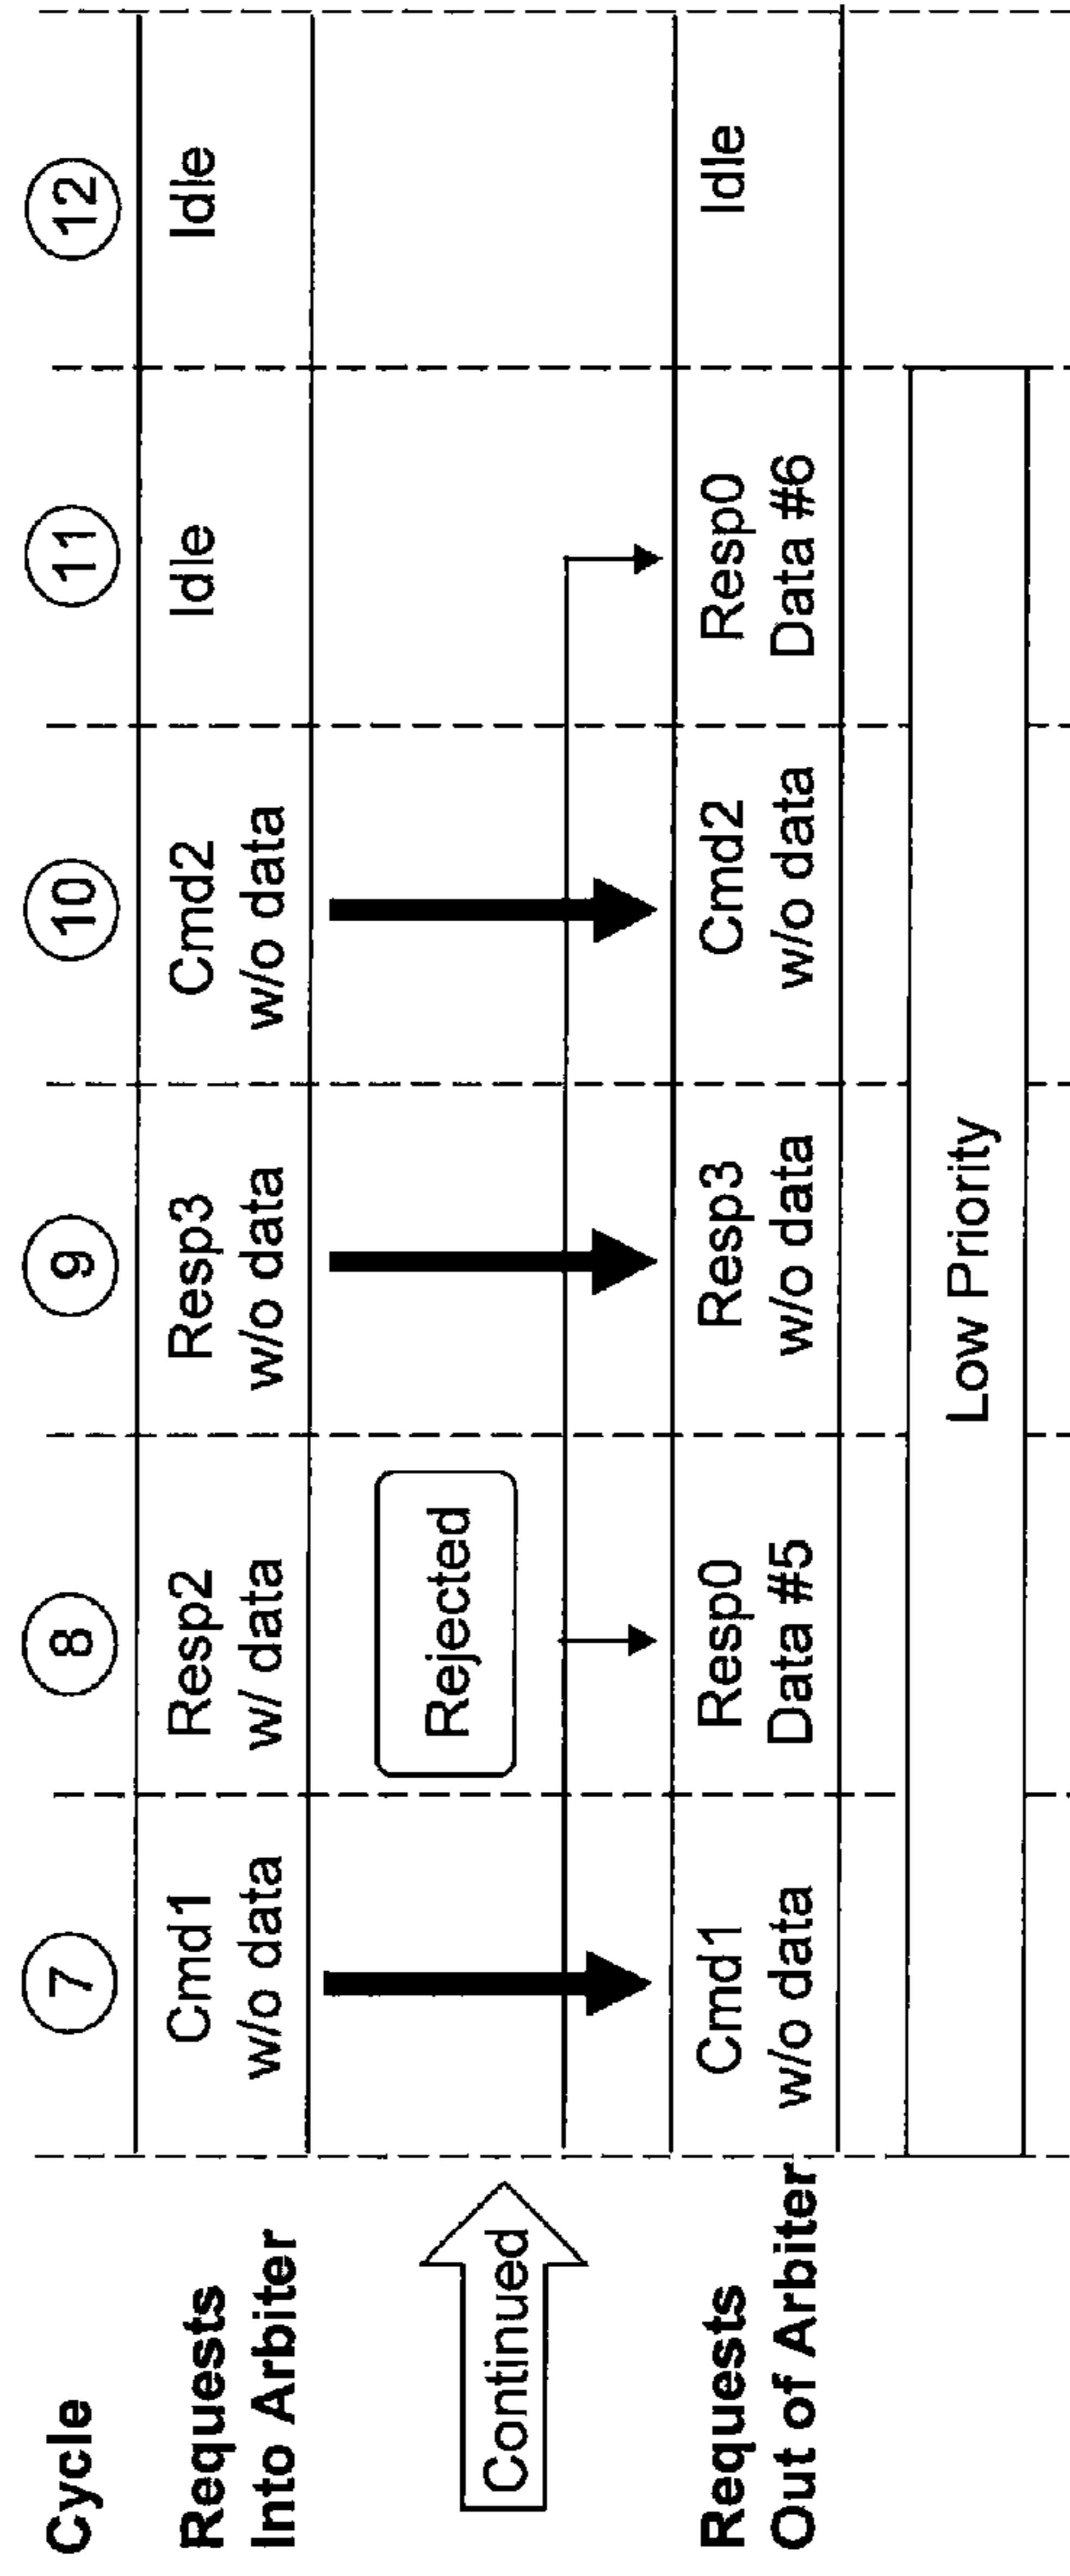 Cycle
7
8
9
10
11
12
Requests
Into Arbiter
Cmd1
w/o data
Resp2
w/ data
Resp3
w/o data
Cmd2
w/o data
Idle
Idle
Continued
Rejected
Requests
Out of Arbiter
Cmd1
w/o data
Resp0
Data #5
Resp3
w/o data
Cmd2
w/o data
Resp0
Data #6
Idle
Low Priority